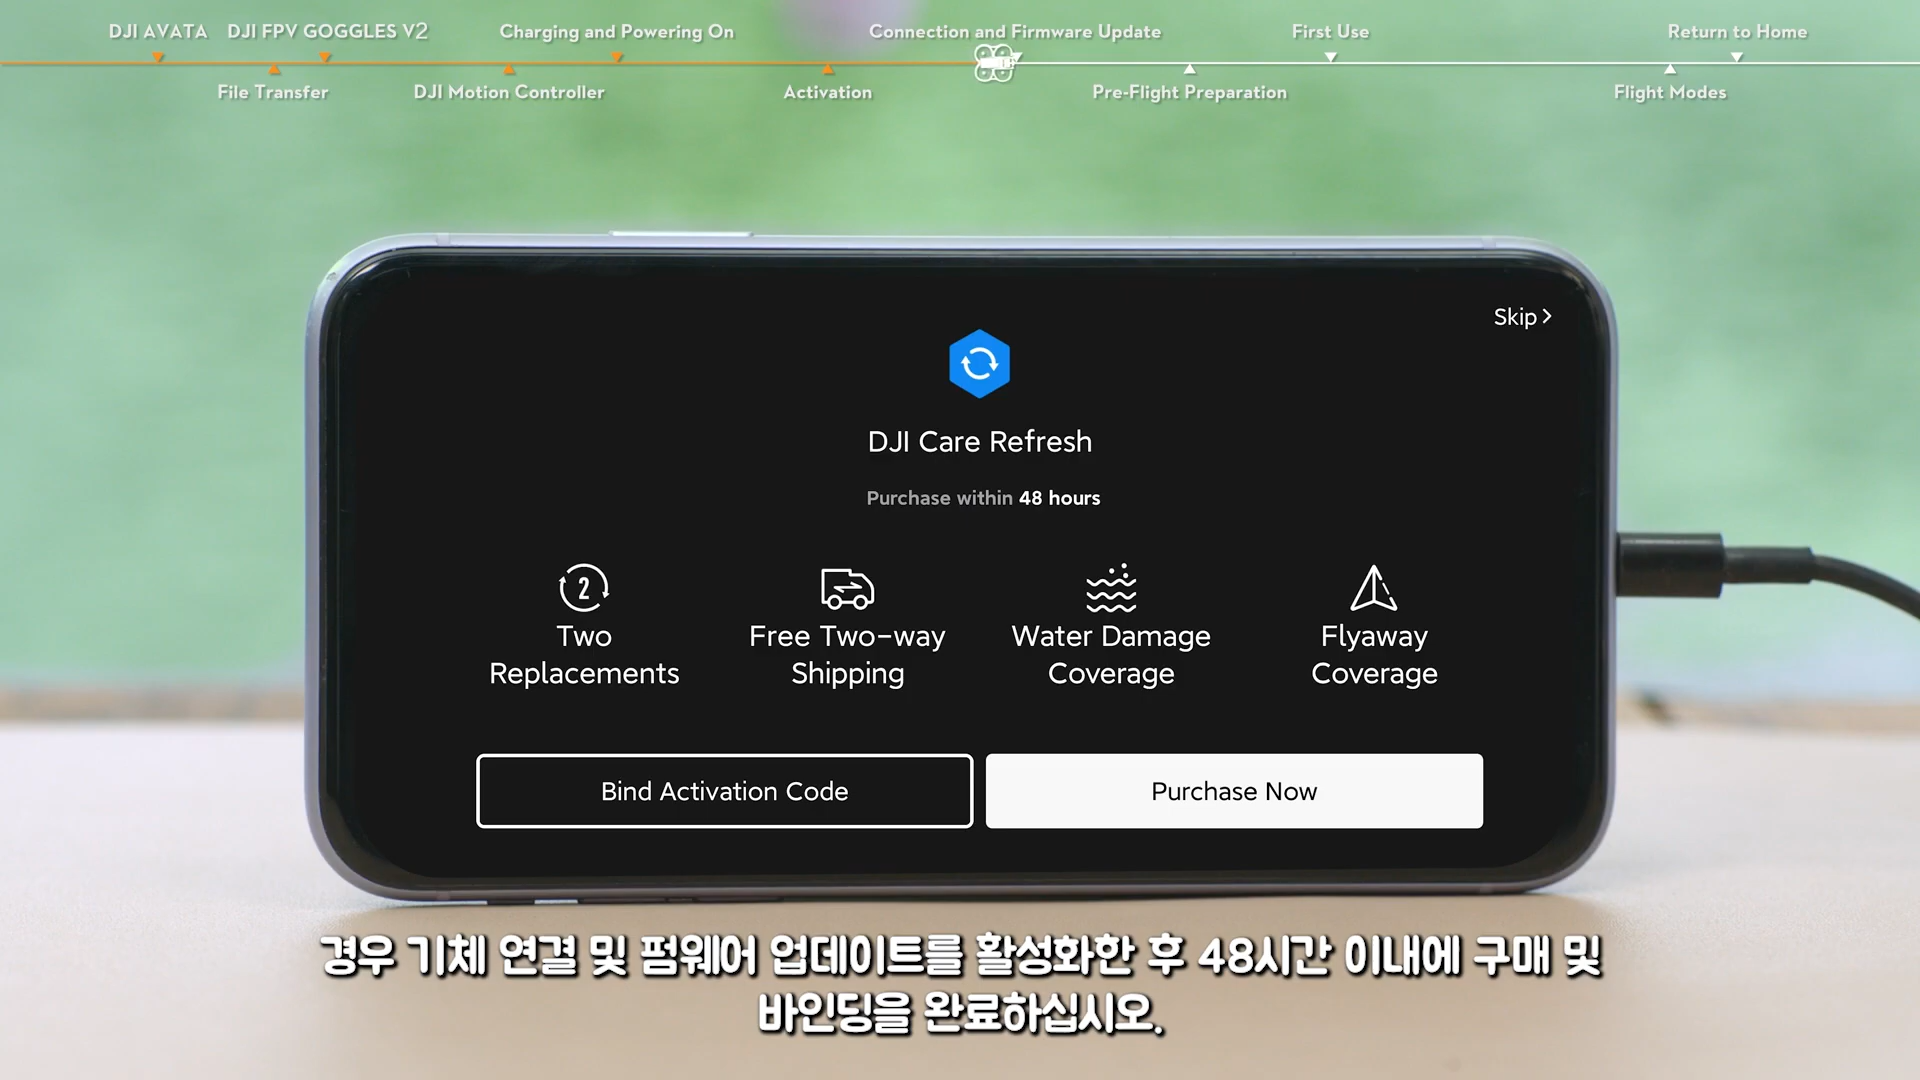 DJI AVATA
DJI FPV GOGGLES V2
Charging and Powering On
Connection and Firmware Update
First Use
Return to Home
File Transfer
DJI Motion Controller
Activation
Pre-Flight Preparation
Flight Modes
Skip
DJI Care Refresh
Purchase within 48 hours
2
Two
Replacements
Free Two-way
Shipping
Water Damage
Coverage
Flyaway
Coverage
Bind Activation Code
Purchase Now
경우 기체 연결 및 펌웨어 업데이트를 활성화한 후 48시간 이내에 구매 및
바인딩을 완료하십시오.